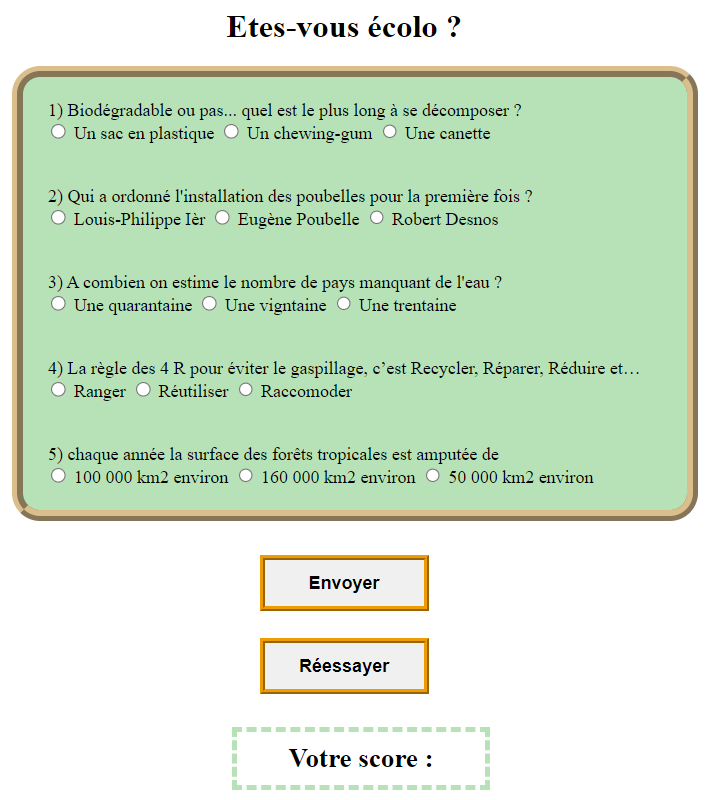 Etes-vous écolo ?
1) Biodégradable ou pas... quel est le plus long à se décomposer ?
Un sac en plastique Un chewing-gum Une canette
2) Qui a ordonné l'installation des poubelles pour la première fois ?
Louis-Philippe Ièr Eugène Poubelle Robert Desnos
3) A combien on estime le nombre de pays manquant de l'eau ?
Une quarantaine Une vigntaine Une trentaine
4) La règle des 4 R pour éviter le gaspillage, c’est Recycler, Réparer, Réduire et…
Ranger Réutiliser Raccomoder
5) chaque année la surface des forêts tropicales est amputée de
100 000 km2 environ 160 000 km2 environ 50 000 km2 environ
Envoyer
Réessayer
Votre score :